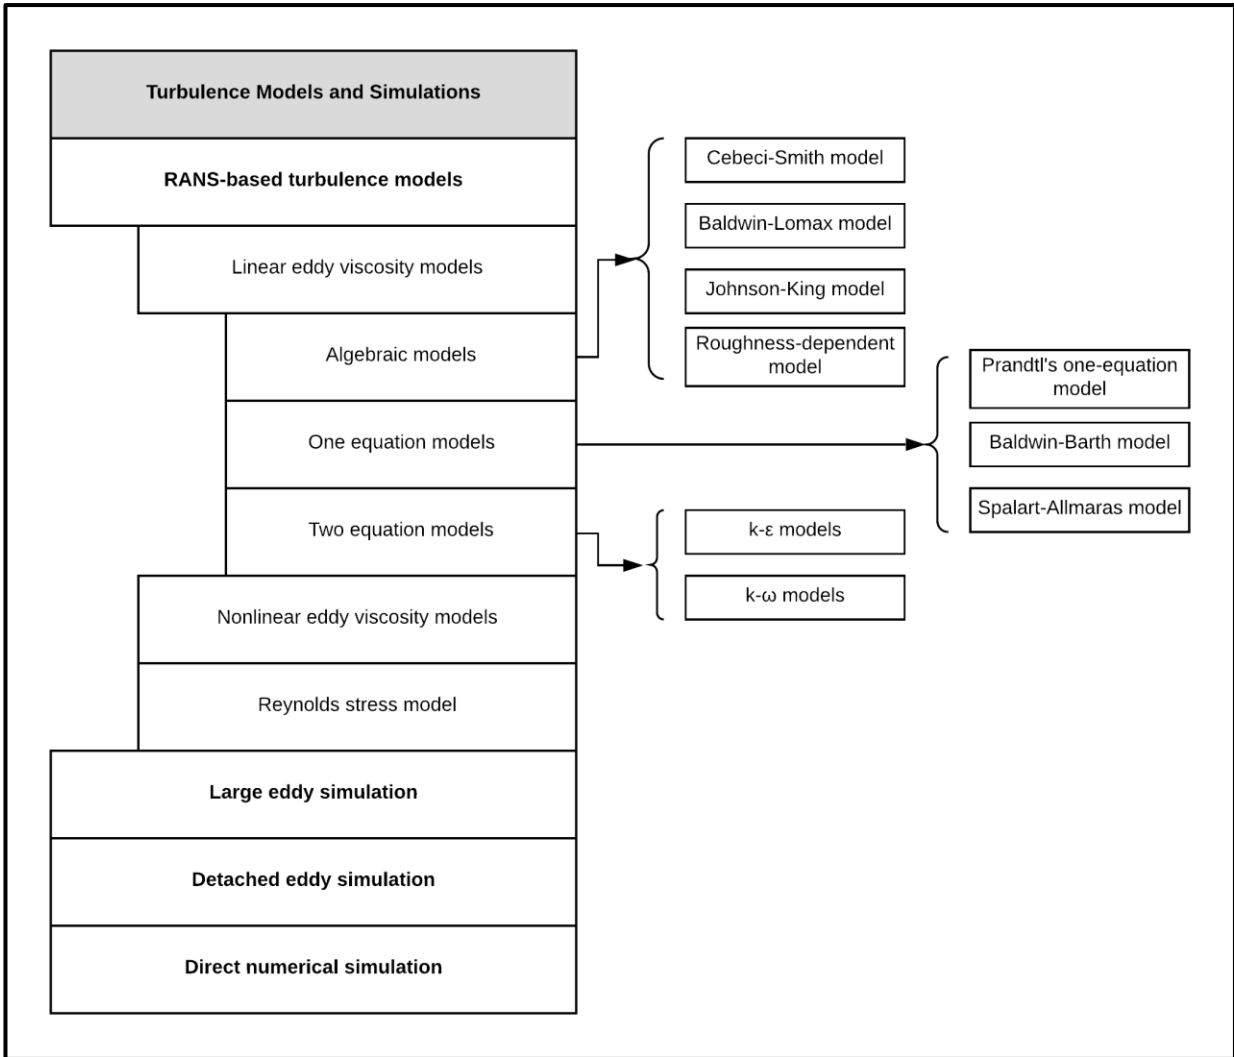 Turbulence Models and Simulations
RANS-based turbulence models
Linear eddy viscosity models
Algebraic models
One equation models
Two equation models
Nonlinear eddy viscosity models
Reynolds stress model
Large eddy simulation
Detached eddy simulation
Direct numerical simulation
Cebeci-Smith model
Baldwin-Lomax model
Johnson-King model
Roughness-dependent
model
Prandtl's one-equation
model
Baldwin-Barth model
Spalart-Allmaras model
k-ε models
k-ω models